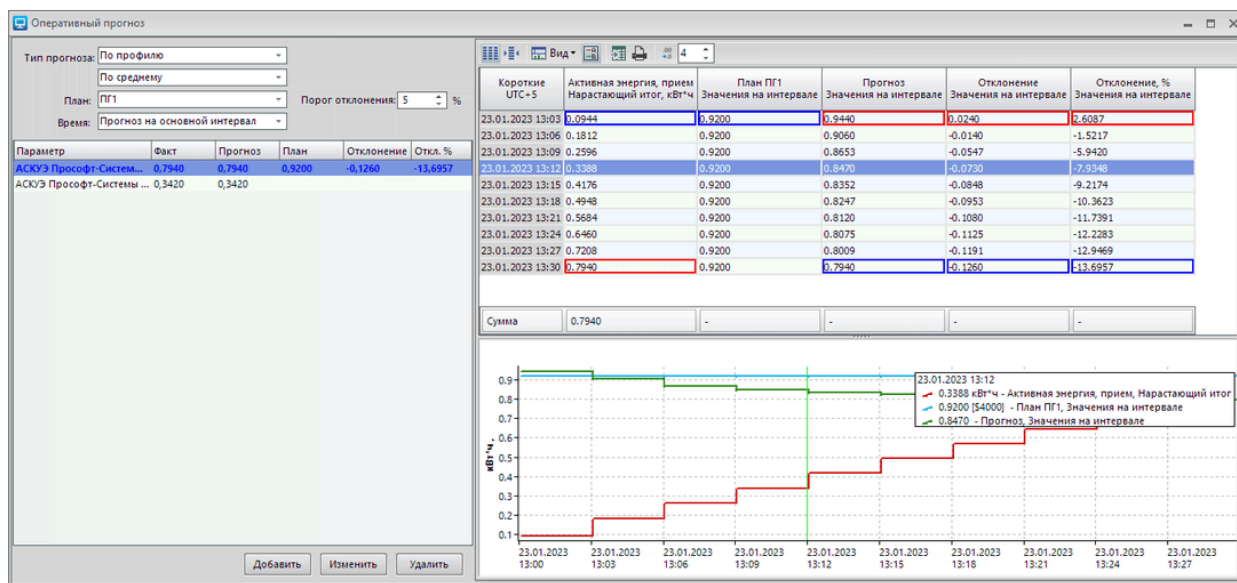 Оперативный прогноз
Тип прогноза: По профилю
По среднему
План: ПГ1 Порог отклонения: 5 %
Время: Прогноз на основной интервал
Параметр Факт Прогноз План Отклонение Откл. %
АСКУЭ Прософт-Систем... 0,7940 0,7940 0,9200 -0,1260 -13,6957
АСКУЭ Прософт-Системы ... 0,3420 0,3420
Добавить Изменить Удалить
Вид 4
Короткие Активная энергия, прием План ПГ1 Прогноз Отклонение Отклонение, %
UTC+5 Нарастающий итог, кВт*ч Значения на интервале Значения на интервале Значения на интервале Значения на интервале
23.01.2023 13:03 0.0944 0.9200 0.9440 0.0240 2.6087
23.01.2023 13:06 0.1812 0.9200 0.9060 -0.0140 -1.5217
23.01.2023 13:09 0.2596 0.9200 0.8653 -0.0547 -5.9420
23.01.2023 13:12 0.3388 0.9200 0.8470 -0.0730 -7.9348
23.01.2023 13:15 0.4176 0.9200 0.8352 -0.0848 -9.2174
23.01.2023 13:18 0.4948 0.9200 0.8247 -0.0953 -10.3623
23.01.2023 13:21 0.5684 0.9200 0.8120 -0.1080 -11.7391
23.01.2023 13:24 0.6460 0.9200 0.8075 -0.1125 -12.2283
23.01.2023 13:27 0.7208 0.9200 0.8009 -0.1191 -12.9469
23.01.2023 13:30 0.7940 0.9200 0.7940 -0.1260 -13.6957
Сумма 0.7940 - - - -
кВт*ч ,
0.9
0.8
0.7
0.6
0.5
0.4
0.3
0.2
0.1
23.01.2023 13:12
0.3388 кВт*ч - Активная энергия, прием, Нарастающий итог
0.9200 [$4000] - План ПГ1, Значения на интервале
0.8470 - Прогноз, Значения на интервале
23.01.2023 23.01.2023 23.01.2023 23.01.2023 23.01.2023 23.01.2023 23.01.2023 23.01.2023 23.01.2023 23.01.2023
13:00 13:03 13:06 13:09 13:12 13:15 13:18 13:21 13:24 13:27